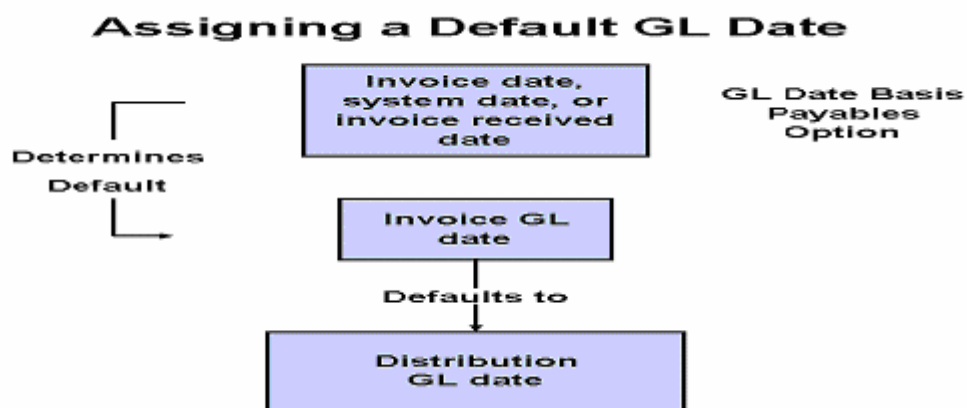 Assigning a Default GL Date
Invoice date,
system date, or
invoice received
date
GL Date Basis
Payables
Option
Determines
Default
Invoice GL
date
Defaults to
Distribution
GL date